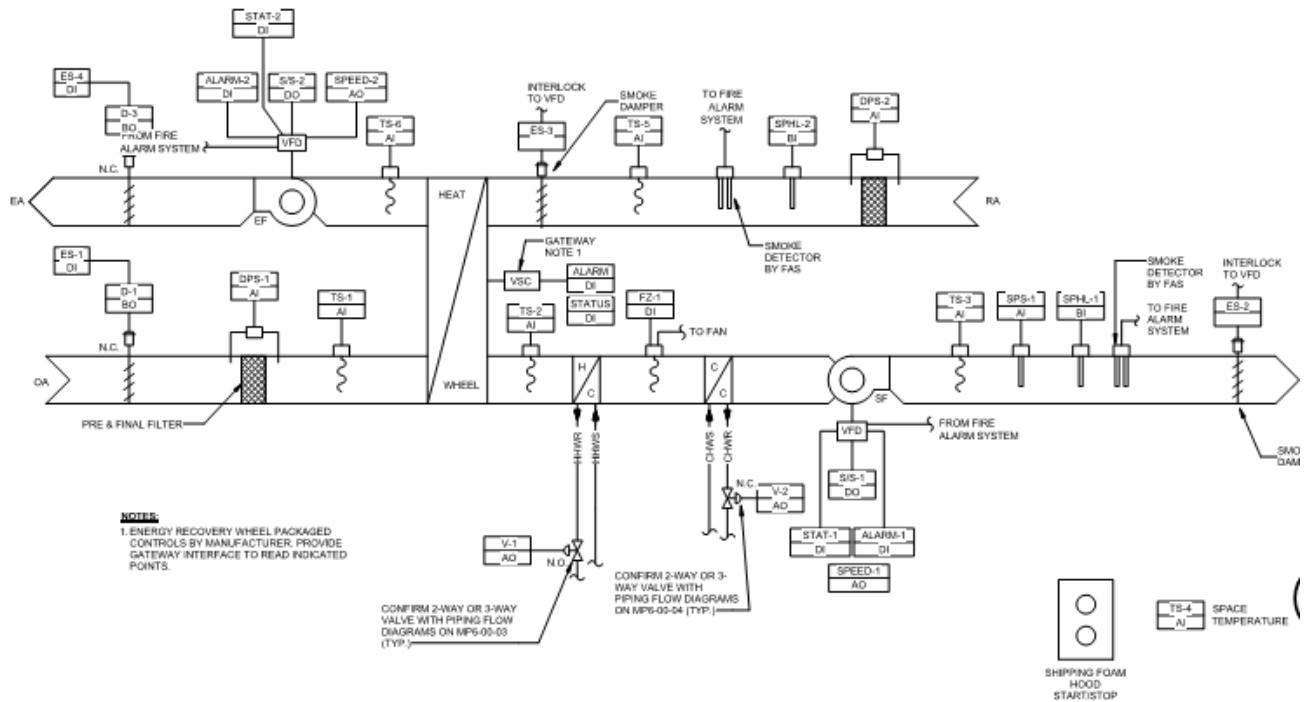 STAT-2
DI
ES-4
DI
ALARM-2
DI
S/S-2
DO
SPEED-2
AO
D-3
BO
FROM FIRE
ALARM SYSTEM
VFD
TS-6
AI
INTERLOCK
TO VFD
SMOKE
DAMPER
ES-3
TS-5
AI
TO FIRE
ALARM
SYSTEM
SPHL-2
BI
DPS-2
AI
N.C.
EA
EF
HEAT
RA
ES-1
DI
D-1
BO
DPS-1
AI
TS-1
AI
GATEWAY
NOTE 1
VSC
ALARM
DI
STATUS
DI
SMOKE
DETECTOR
BY FAS
TS-2
AI
FZ-1
DI
TO FAN
TS-3
AI
SPS-1
AI
SPHL-1
BI
SMOKE
DETECTOR
BY FAS
TO FIRE
ALARM
SYSTEM
INTERLOCK
TO VFD
ES-2
N.C.
OA
WHEEL
H
C
C
C
SF
PRE & FINAL FILTER
HHWR
HHWS
CHWS
CHWR
VFD
FROM FIRE
ALARM SYSTEM
SMO
DAM
S/S-1
DO
N.C.
V-2
AO
STAT-1
DI
ALARM-1
DI
SPEED-1
AO
NOTES:
1. ENERGY RECOVERY WHEEL PACKAGED
CONTROLS BY MANUFACTURER. PROVIDE
GATEWAY INTERFACE TO READ INDICATED
POINTS.
V-1
AO
N.O.
CONFIRM 2-WAY OR 3-
WAY VALVE WITH
PIPING FLOW DIAGRAMS
ON MP6-00-04 (TYP.)
CONFIRM 2-WAY OR 3-WAY
VALVE WITH PIPING FLOW
DIAGRAMS ON MP6-00-03
(TYP.)
TS-4
AI
SPACE
TEMPERATURE
SHIPPING FOAM
HOOD
START/STOP